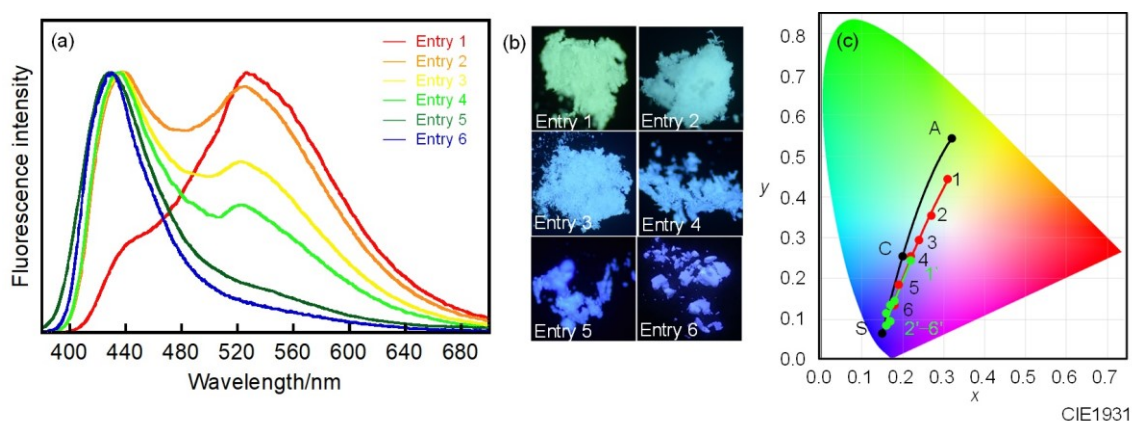 (a)
Fluorescence intensity
Entry 1
Entry 2
Entry 3
Entry 4
Entry 5
Entry 6
400 440 480 520 560 600 640 680
Wavelength/nm
(b)
Entry 1
Entry 2
Entry 3
Entry 4
Entry 5
Entry 6
(c)
0.8
0.7
0.6
0.5
y
0.4
0.3
0.2
0.1
0.0
A
1
2
3
C
4
1'
5
6
S
2'–6'
0.0 0.1 0.2 0.3 0.4 0.5 0.6 0.7
x
CIE1931